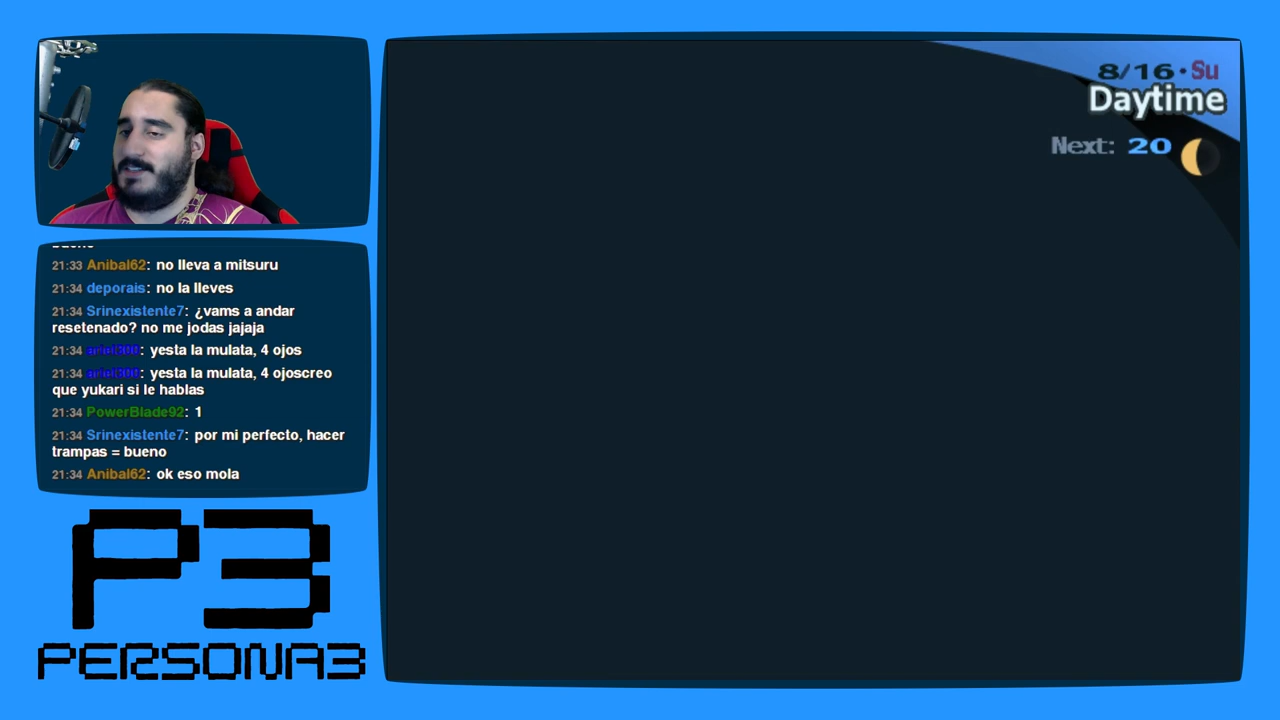 8/16·Su
Daytime
Next: 20
21:33 Anibal62: no lleva a mitsuru
21:34 deporais: no la lleves
21:34 Srinexistente7: ¿vams a andar
resetenado? no me jodas jajaja
21:34 : yesta la mulata, 4 ojos
21:34 : yesta la mulata, 4 ojoscreo
que yukari si le hablas
21:34 PowerBlade92: 1
21:34 Srinexistente7: por mi perfecto, hacer
trampas = bueno
21:34 Anibal62: ok eso mola
P3
PERSONA3